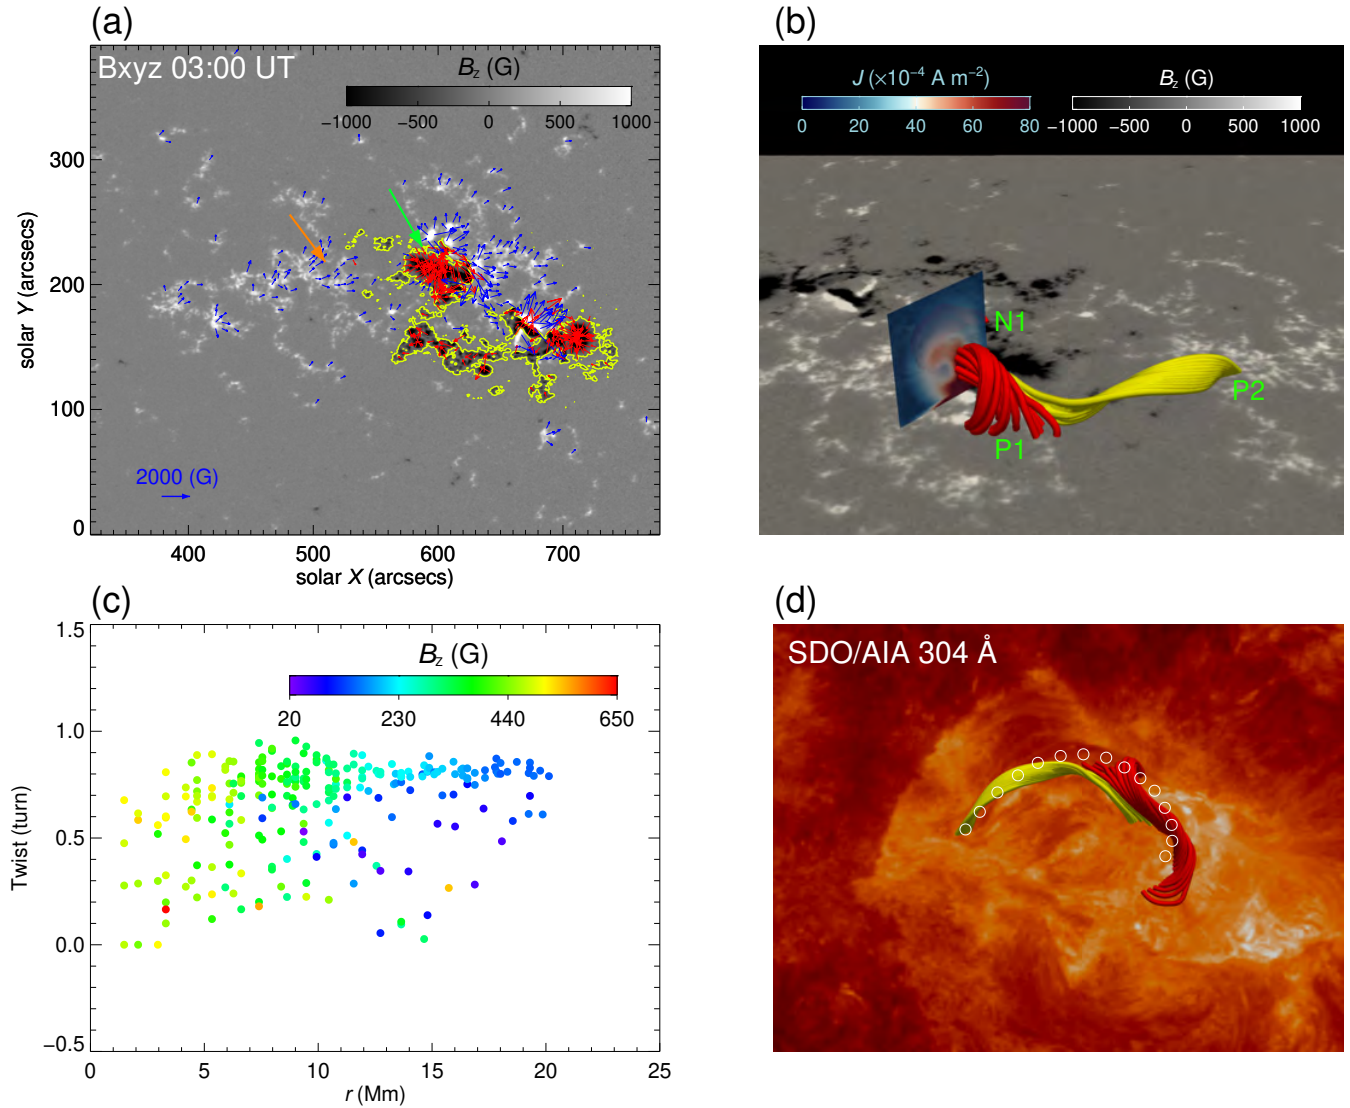 (a)
Bxyz 03:00 UT
Bz (G)
−1000 −500 0 500 1000
300
200
100
0
solar Y (arcsecs)
2000 (G)
400 500 600 700
solar X (arcsecs)
(b)
J (×10−4 A m−2)
0 20 40 60 80
Bz (G)
−1000 −500 0 500 1000
N1
P2
P1
(c)
1.5
1.0
0.5
0.0
−0.5
Twist (turn)
Bz (G)
20 230 440 650
0 5 10 15 20 25
r (Mm)
(d)
SDO/AIA 304 Å